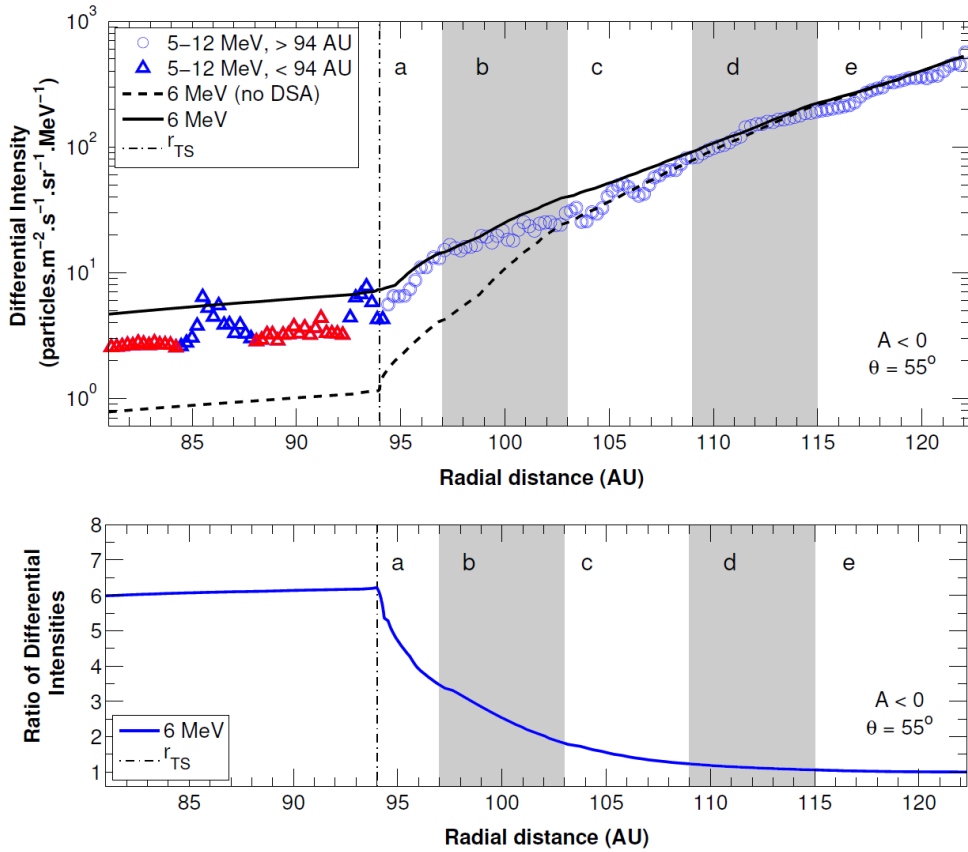 10³
10²
10¹
10⁰
Differential Intensity
(particles.m⁻².s⁻¹.sr⁻¹.MeV⁻¹)
5−12 MeV, > 94 AU
5−12 MeV, < 94 AU
6 MeV (no DSA)
6 MeV
r_TS
a b c d e
A < 0
θ = 55°
85 90 95 100 105 110 115 120
Radial distance (AU)
8
7
6
5
4
3
2
1
Ratio of Differential
Intensities
a b c d e
6 MeV
r_TS
A < 0
θ = 55°
85 90 95 100 105 110 115 120
Radial distance (AU)